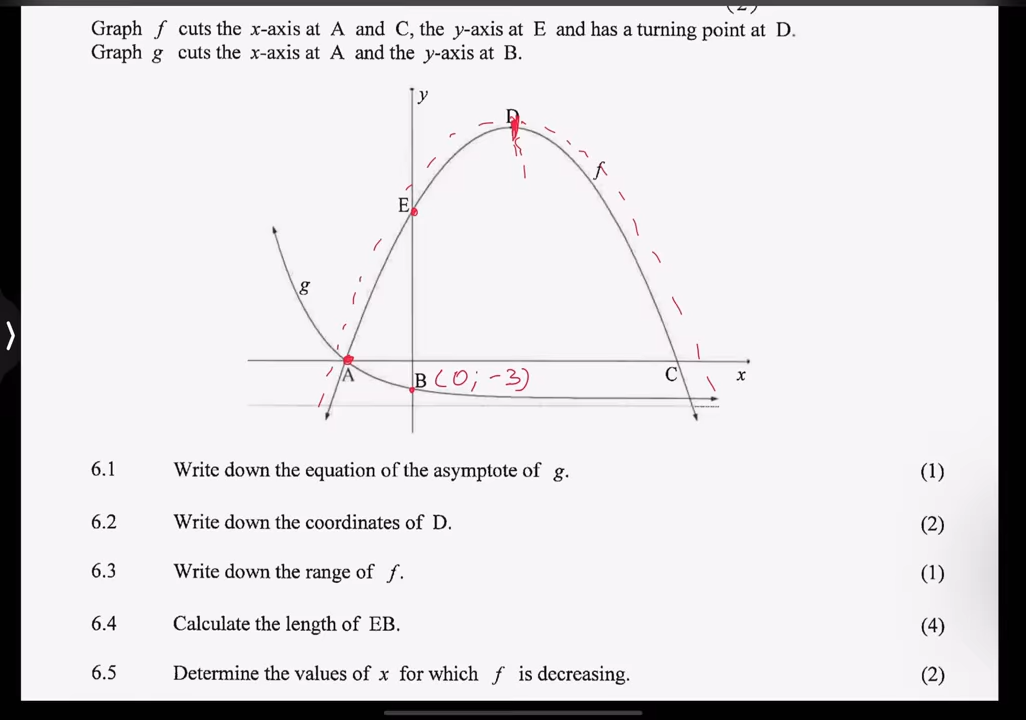 (2)
Graph f cuts the x-axis at A and C, the y-axis at E and has a turning point at D.
Graph g cuts the x-axis at A and the y-axis at B.
y
D
f
E
g
A
B (0; -3)
C
x
6.1 Write down the equation of the asymptote of g. (1)
6.2 Write down the coordinates of D. (2)
6.3 Write down the range of f. (1)
6.4 Calculate the length of EB. (4)
6.5 Determine the values of x for which f is decreasing. (2)